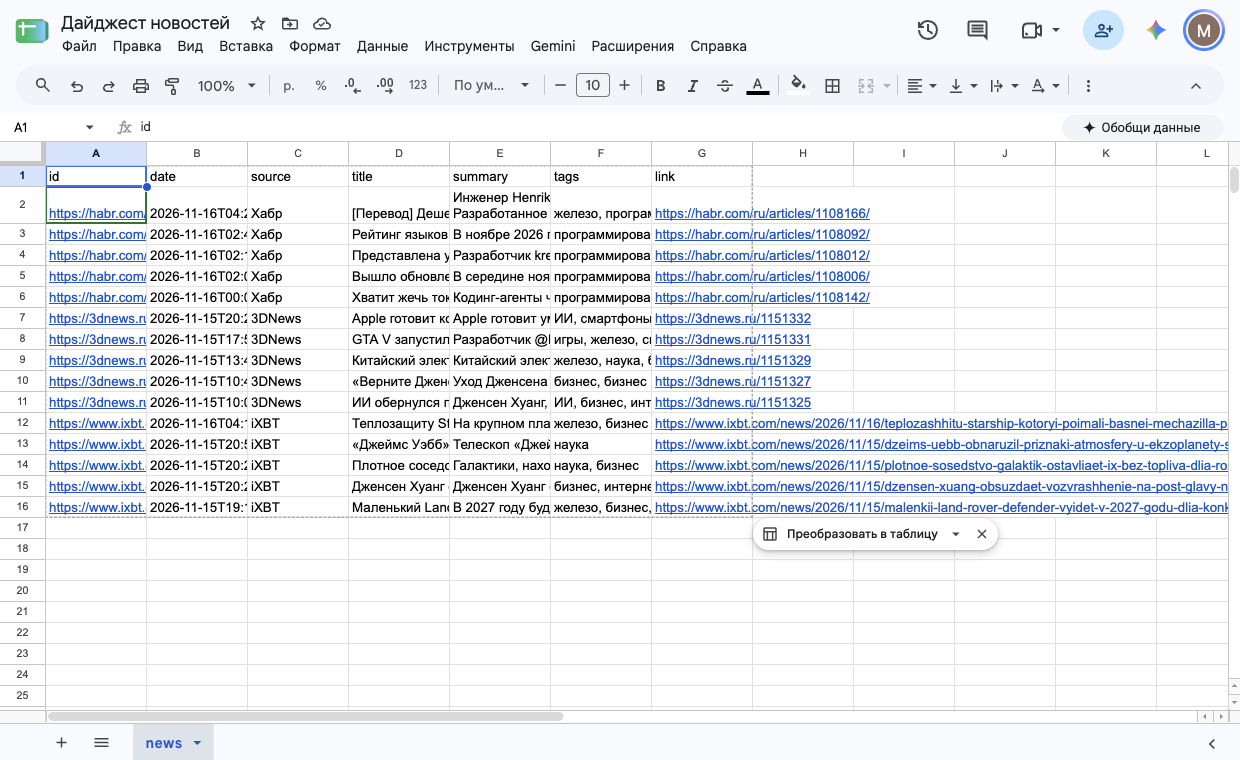 Дайджест новостей
Файл Правка Вид Вставка Формат Данные Инструменты Gemini Расширения Справка
M
100% р. % .0 .00 123 По ум... 10 B I A
A1 fx id
Обобщи данные
A B C D E F G H I J K L
1 id date source title summary tags link
Инженер Henrik
2 https://habr.com/ 2026-11-16T04:2 Хабр [Перевод] Деше Разработанное железо, програм https://habr.com/ru/articles/1108166/
3 https://habr.com/ 2026-11-16T02:4 Хабр Рейтинг языков В ноябре 2026 г программирова https://habr.com/ru/articles/1108092/
4 https://habr.com/ 2026-11-16T02:1 Хабр Представлена у Разработчик kre программирова https://habr.com/ru/articles/1108012/
5 https://habr.com/ 2026-11-16T02:0 Хабр Вышло обновле В середине ноя программирова https://habr.com/ru/articles/1108006/
6 https://habr.com/ 2026-11-16T00:0 Хабр Хватит жечь ток Кодинг-агенты ч программирова https://habr.com/ru/articles/1108142/
7 https://3dnews.ru 2026-11-15T20:2 3DNews Apple готовит ко Apple готовит ум ИИ, смартфоны https://3dnews.ru/1151332
8 https://3dnews.ru 2026-11-15T17:5 3DNews GTA V запустил Разработчик @ игры, железо, с https://3dnews.ru/1151331
9 https://3dnews.ru 2026-11-15T13:4 3DNews Китайский элект Китайский элект железо, наука, б https://3dnews.ru/1151329
10 https://3dnews.ru 2026-11-15T10:4 3DNews «Верните Джен Уход Дженсена бизнес, бизнес https://3dnews.ru/1151327
11 https://3dnews.ru 2026-11-15T10:0 3DNews ИИ обернулся г Дженсен Хуанг, ИИ, бизнес, инт https://3dnews.ru/1151325
12 https://www.ixbt. 2026-11-16T04:1 iXBT Теплозащиту St На крупном пла железо, бизнес https://www.ixbt.com/news/2026/11/16/teplozashhitu-starship-kotoryi-poimali-basnei-mechazilla-p
13 https://www.ixbt. 2026-11-15T20:5 iXBT «Джеймс Уэбб» Телескоп «Джей наука https://www.ixbt.com/news/2026/11/15/dzeims-uebb-obnaruzil-priznaki-atmosfery-u-ekzoplanety-s
14 https://www.ixbt. 2026-11-15T20:2 iXBT Плотное соседс Галактики, нахо наука, бизнес https://www.ixbt.com/news/2026/11/15/plotnoe-sosedstvo-galaktik-ostavliaet-ix-bez-topliva-dlia-ro
15 https://www.ixbt. 2026-11-15T20:2 iXBT Дженсен Хуанг Дженсен Хуанг бизнес, интерне https://www.ixbt.com/news/2026/11/15/dzensen-xuang-obsuzdaet-vozvrashhenie-na-post-glavy-n
16 https://www.ixbt. 2026-11-15T19:1 iXBT Маленький Lanc В 2027 году буд железо, бизнес, https://www.ixbt.com/news/2026/11/15/malenkii-land-rover-defender-vyidet-v-2027-godu-dlia-konk
17
Преобразовать в таблицу
18
19
20
21
22
23
24
25
news